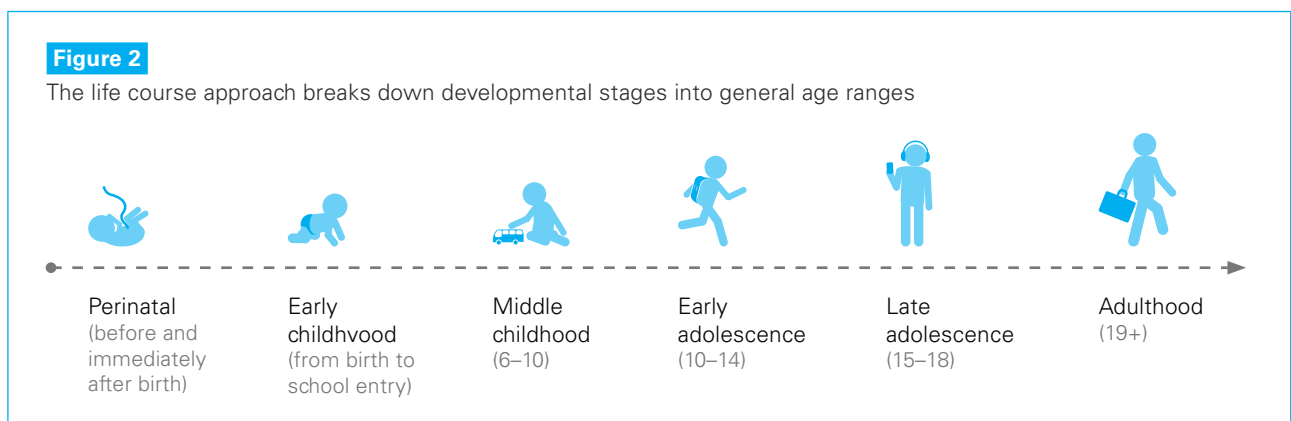 Figure 2
The life course approach breaks down developmental stages into general age ranges
Perinatal
(before and
immediately
after birth)
Early
childhvood
(from birth to
school entry)
Middle
childhood
(6–10)
Early
adolescence
(10–14)
Late
adolescence
(15–18)
Adulthood
(19+)